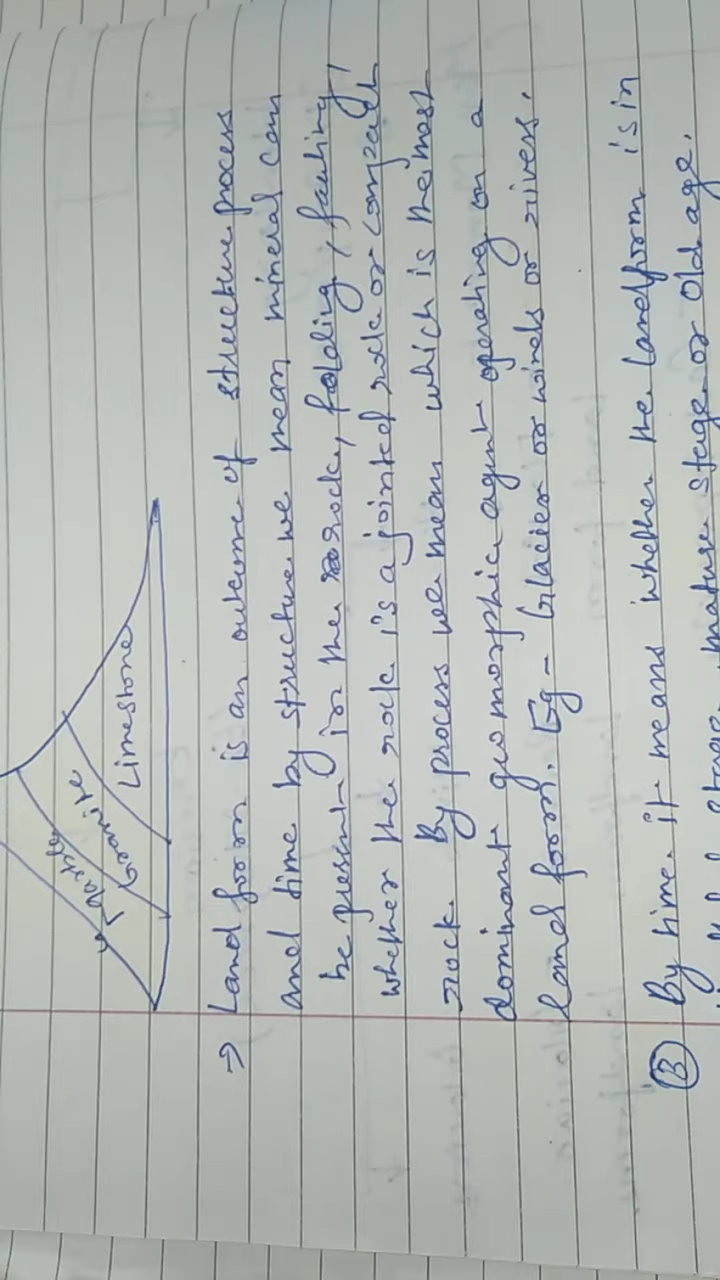 Granite
Limestone
→ Land form is an outcome of structure process
and time by structure we mean mineral can
be present in the rock, folding, faulting,
whether the rock is a jointed rock or compact
rock. By process we mean which is the most
dominant geomorphic agent operating on a
land form. Eg - Glacier or winds or rivers.
(B) By time. it means whether the landform is in
mature stage or old age.